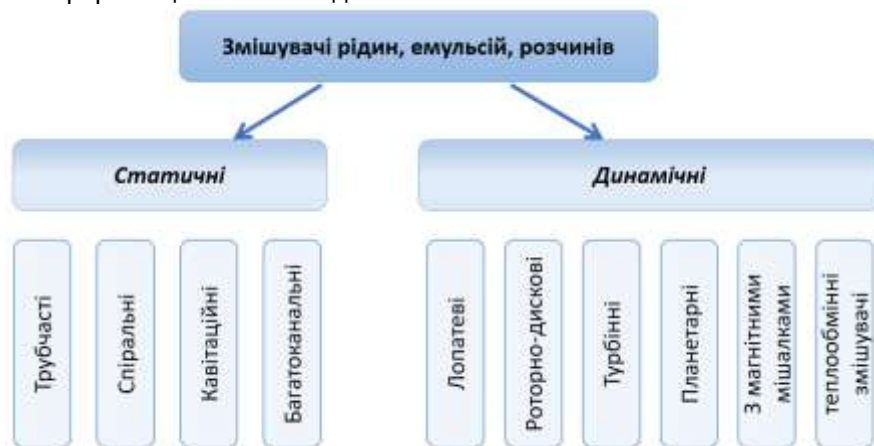 Змішувачі рідин, емульсій, розчинів
Статичні
Динамічні
Трубчасті
Спіральні
Кавітаційні
Багатоканальні
Лопатеві
Роторно-дискові
Турбінні
Планетарні
З магнітними
мішалками
теплообмінні
змішувачі